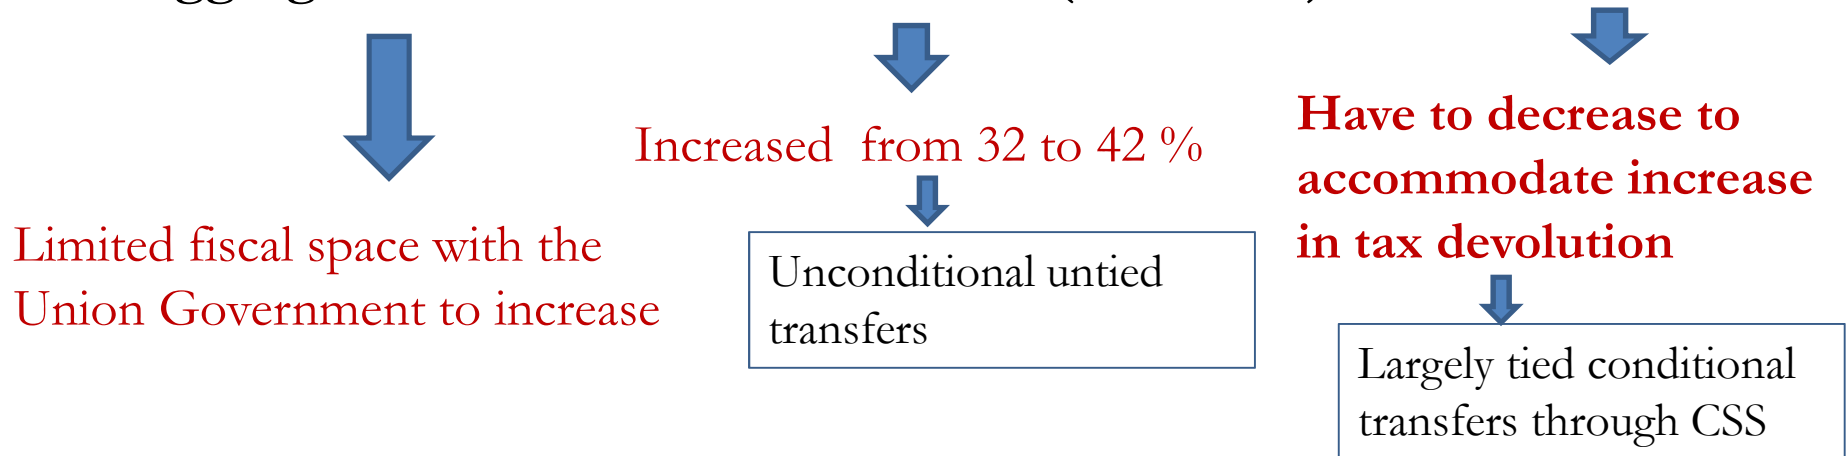 Increased from 32 to 42 %
Have to decrease to
accommodate increase
in tax devolution
Limited fiscal space with the
Union Government to increase
Unconditional untied
transfers
Largely tied conditional
transfers through CSS